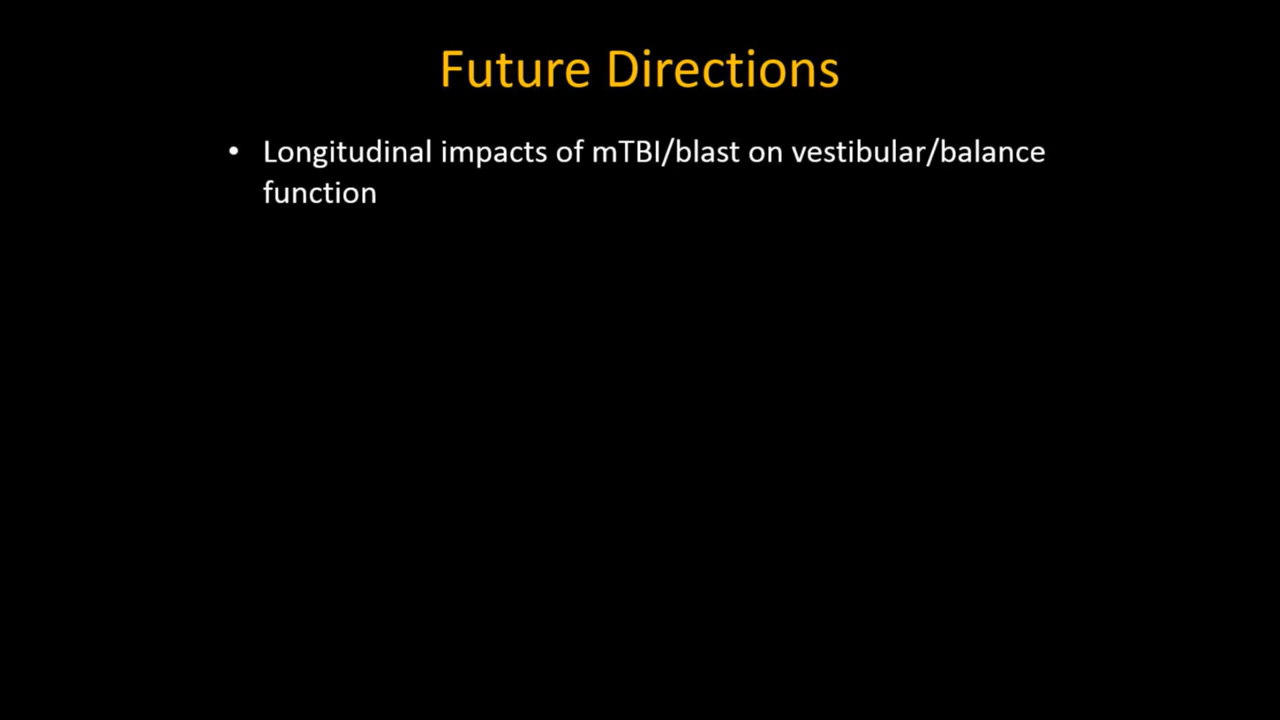 Future Directions
• Longitudinal impacts of mTBI/blast on vestibular/balance
function